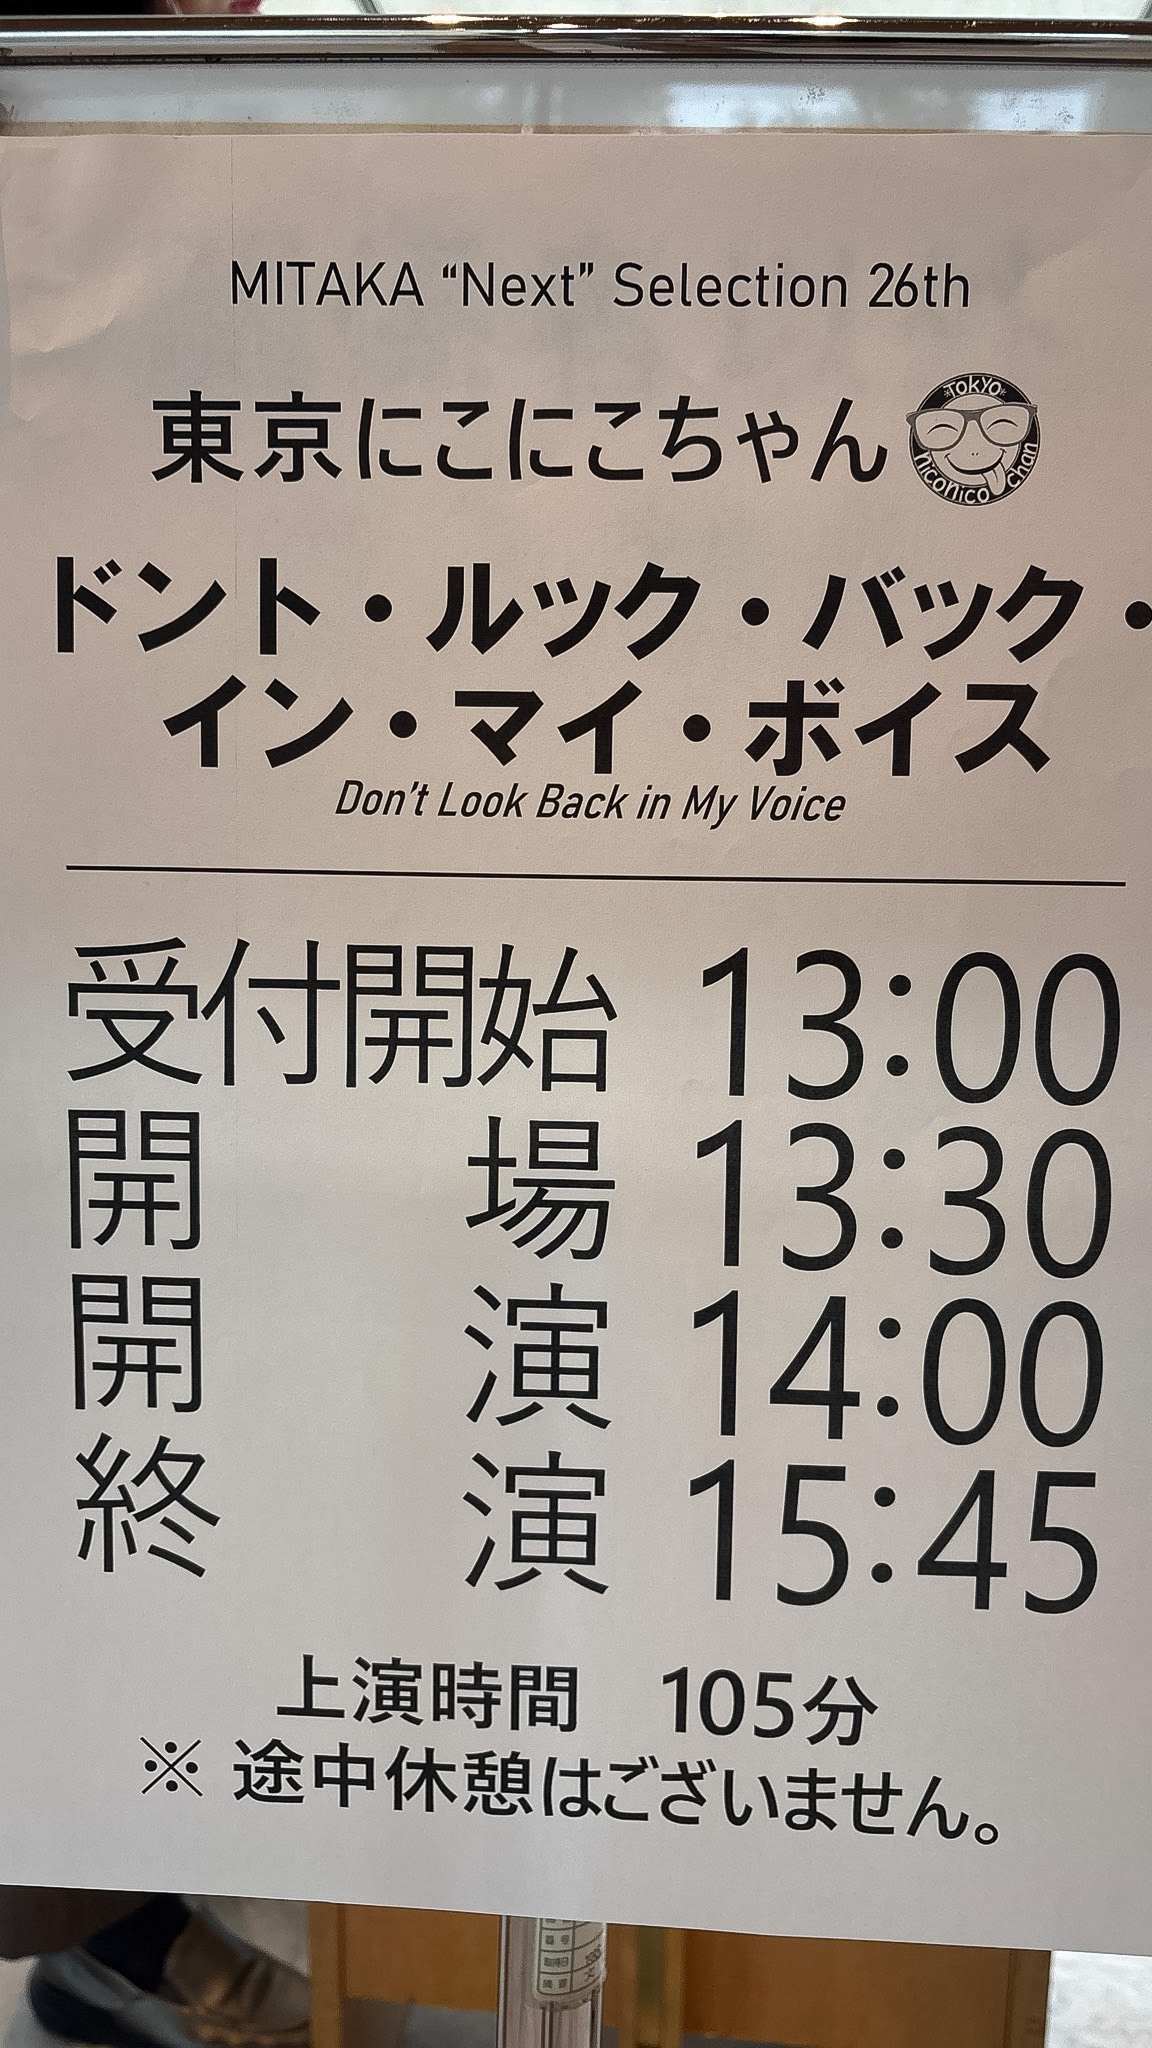 MITAKA “Next” Selection 26th
東京にこにこちゃん
TOKYO
niconico chan
ドント・ルック・バック・
イン・マイ・ボイス
Don't Look Back in My Voice
受付開始 13:00
開場 13:30
開演 14:00
終演 15:45
上演時間 105分
※ 途中休憩はございません。